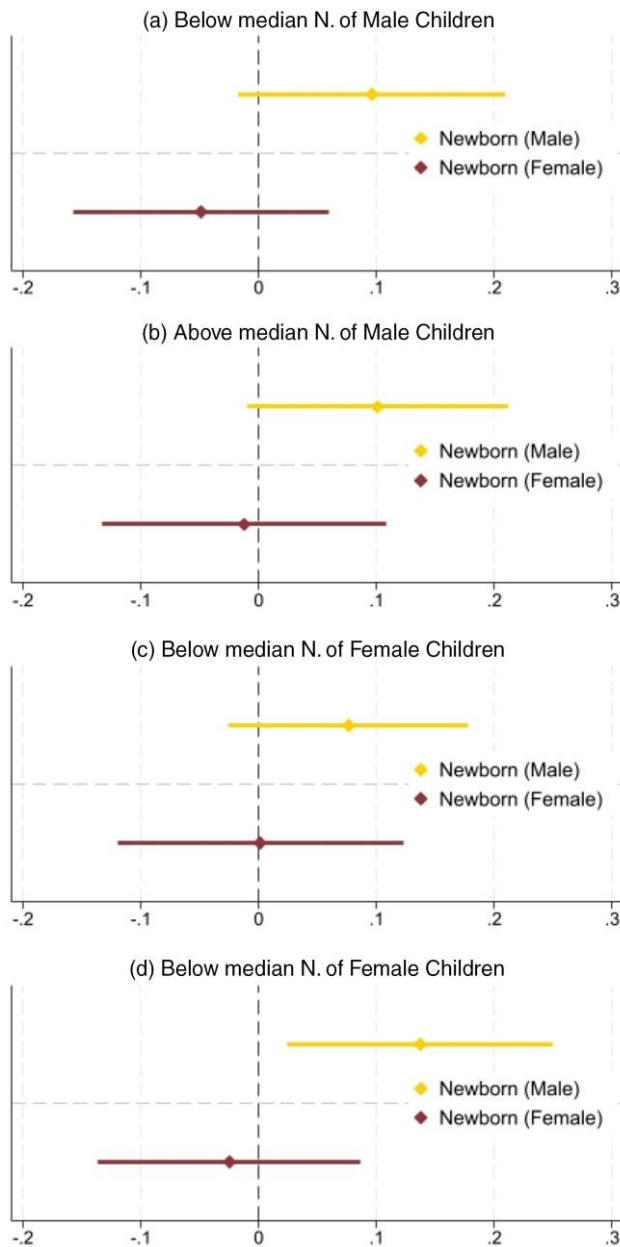 (a) Below median N. of Male Children
Newborn (Male)
Newborn (Female)
-.2 -.1 0 .1 .2 .3
(b) Above median N. of Male Children
Newborn (Male)
Newborn (Female)
-.2 -.1 0 .1 .2 .3
(c) Below median N. of Female Children
Newborn (Male)
Newborn (Female)
-.2 -.1 0 .1 .2 .3
(d) Below median N. of Female Children
Newborn (Male)
Newborn (Female)
-.2 -.1 0 .1 .2 .3